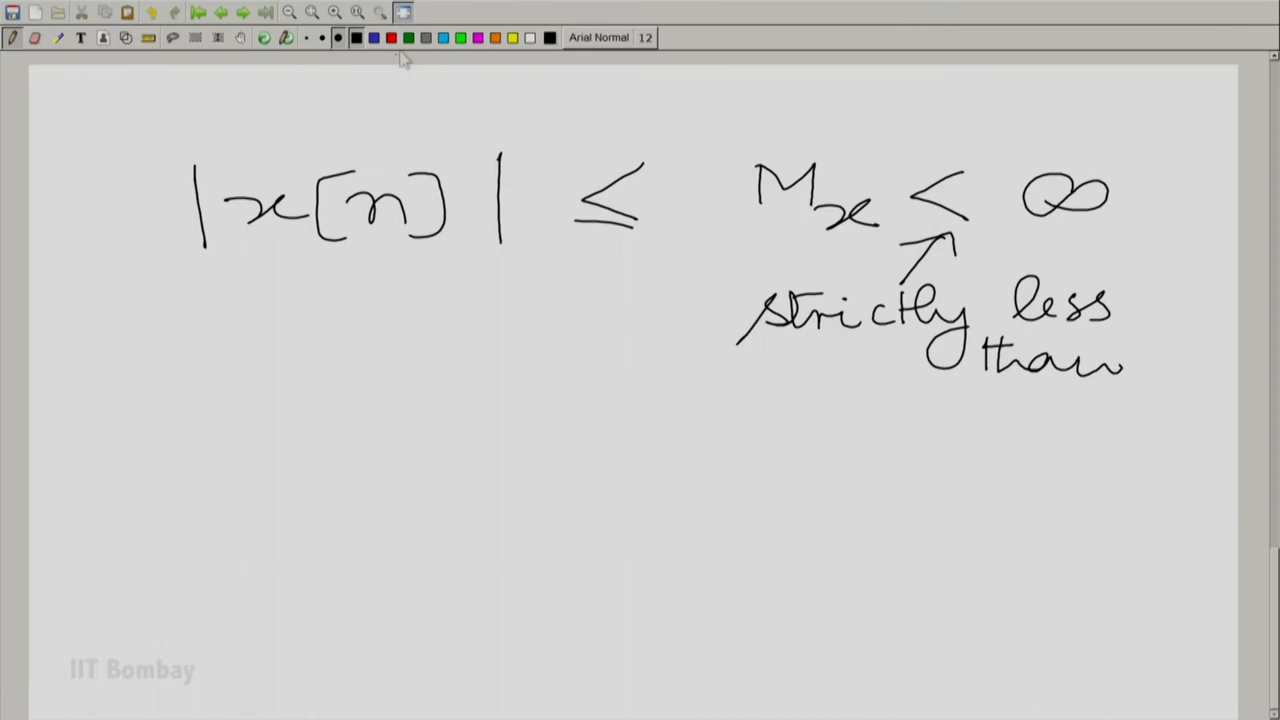 Arial Normal 12
|x[n]| ≤ Mx < ∞
strictly less
than
IIT Bombay